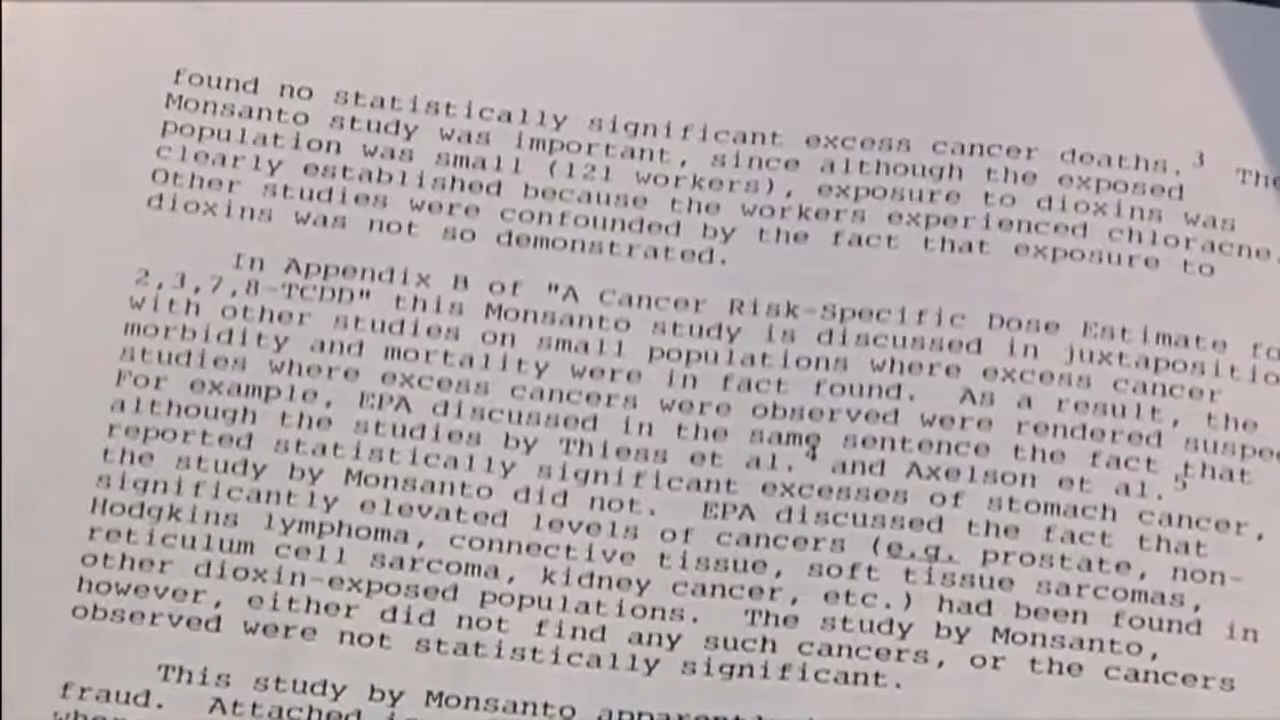 found no statistically significant excess cancer deaths.3 The
Monsanto study was important, since although the exposed
population was small (121 workers), exposure to dioxins was
clearly established because the workers experienced chloracne.
Other studies were confounded by the fact that exposure to
dioxins was not so demonstrated.
In Appendix B of "A Cancer Risk-Specific Dose Estimate fo
2,3,7,8-TCDD" this Monsanto study is discussed in juxtapositio
with other studies on small populations where excess cancer
morbidity and mortality were in fact found. As a result, the
studies where excess cancers were observed were rendered suspe
For example, EPA discussed in the same sentence the fact that
although the studies by Thiess et al.4 and Axelson et al.5
reported statistically significant excesses of stomach cancer,
the study by Monsanto did not. EPA discussed the fact that
significantly elevated levels of cancers (e.g. prostate, non-
Hodgkins lymphoma, connective tissue, soft tissue sarcomas,
reticulum cell sarcoma, kidney cancer, etc.) had been found in
other dioxin-exposed populations. The study by Monsanto,
however, either did not find any such cancers, or the cancers
observed were not statistically significant.
This study by Monsanto
fraud. Attached